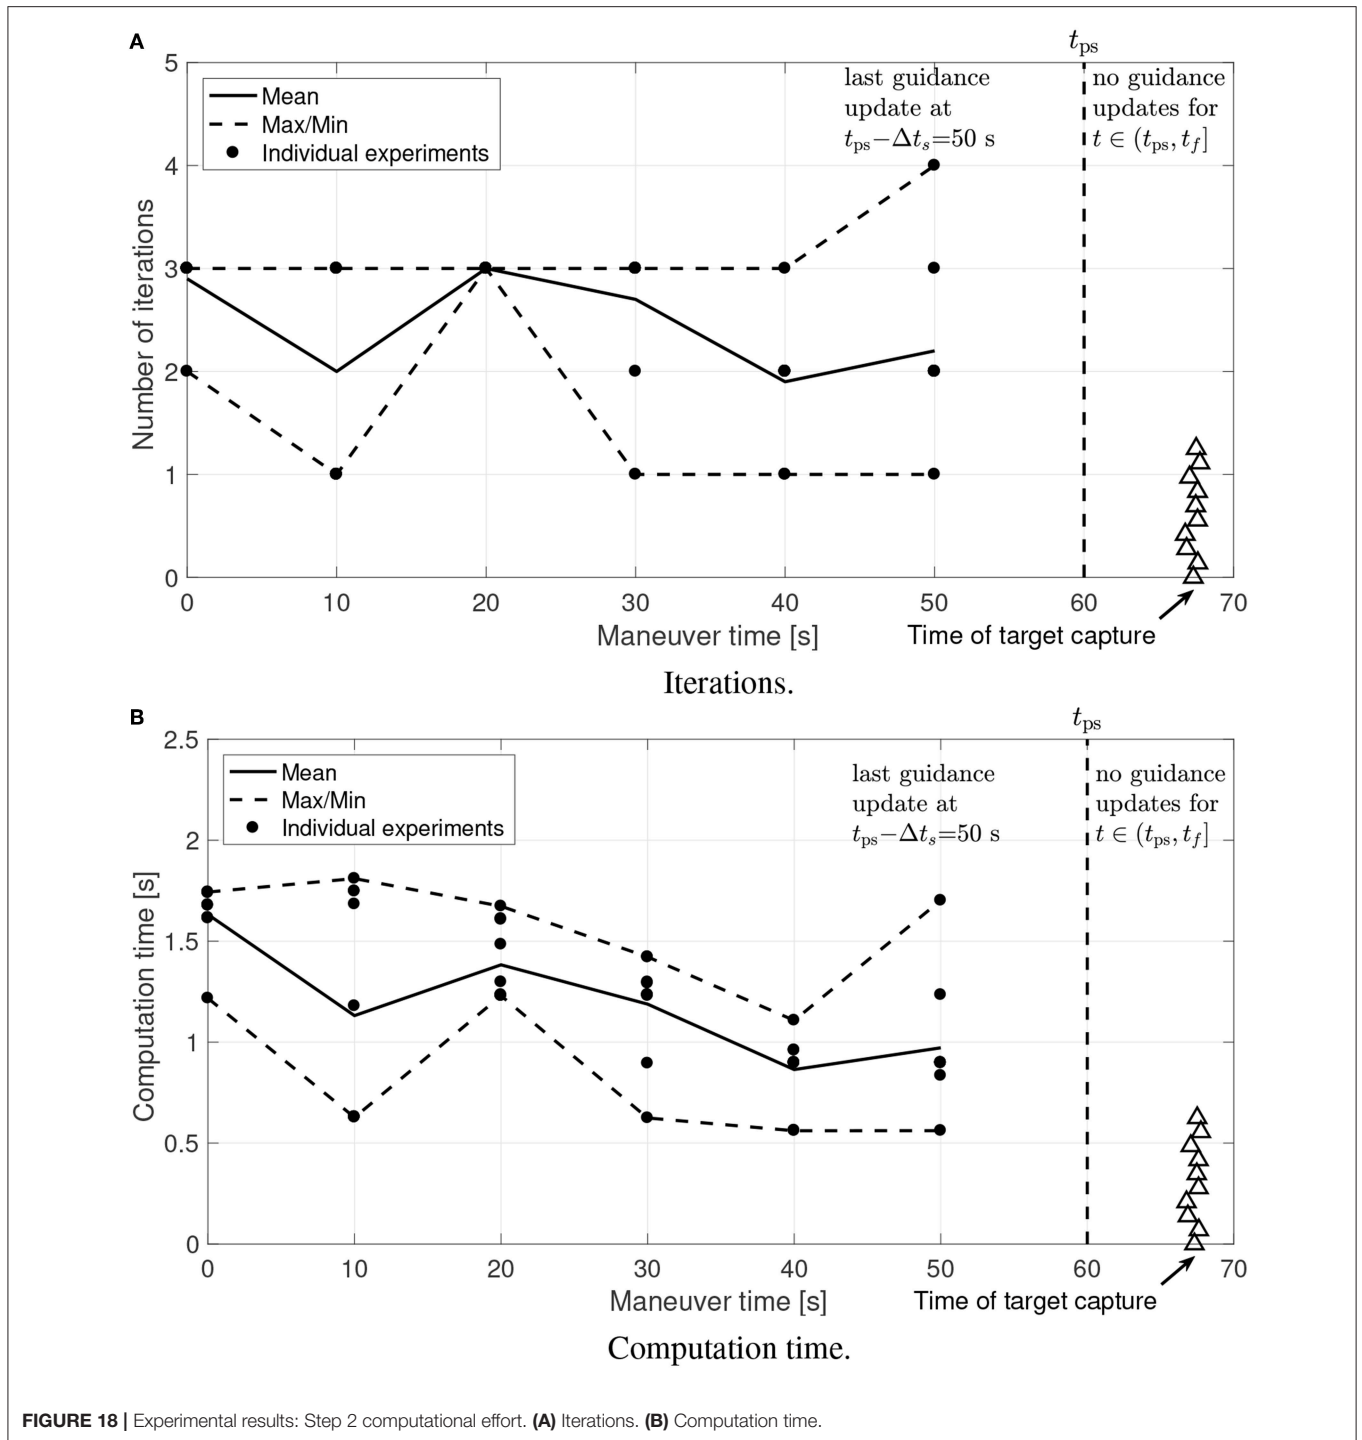 A
t_ps
5
4
3
2
1
0
Number of iterations
Mean
Max/Min
Individual experiments
last guidance
update at
t_ps−Δt_s=50 s
no guidance
updates for
t ∈ (t_ps, t_f]
0 10 20 30 40 50 60 70
Maneuver time [s]
Time of target capture
Iterations.
B
t_ps
2.5
2
1.5
1
0.5
0
Computation time [s]
Mean
Max/Min
Individual experiments
last guidance
update at
t_ps−Δt_s=50 s
no guidance
updates for
t ∈ (t_ps, t_f]
0 10 20 30 40 50 60 70
Maneuver time [s]
Time of target capture
Computation time.
FIGURE 18 | Experimental results: Step 2 computational effort. (A) Iterations. (B) Computation time.